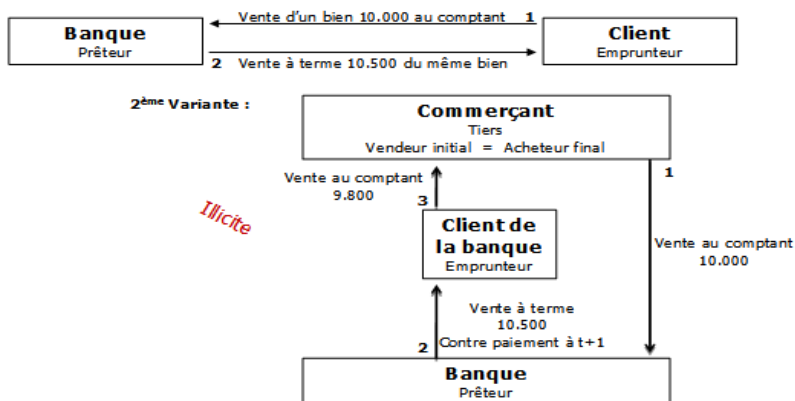 Vente d'un bien 10.000 au comptant 1
Banque
Prêteur
Client
Emprunteur
2 Vente à terme 10.500 du même bien
2ème Variante :
Commerçant
Tiers
Vendeur initial = Acheteur final
1
Vente au comptant
9.800
3
Illicite
Client de
la banque
Emprunteur
Vente au comptant
10.000
Vente à terme
10.500
2 Contre paiement à t+1
Banque
Prêteur